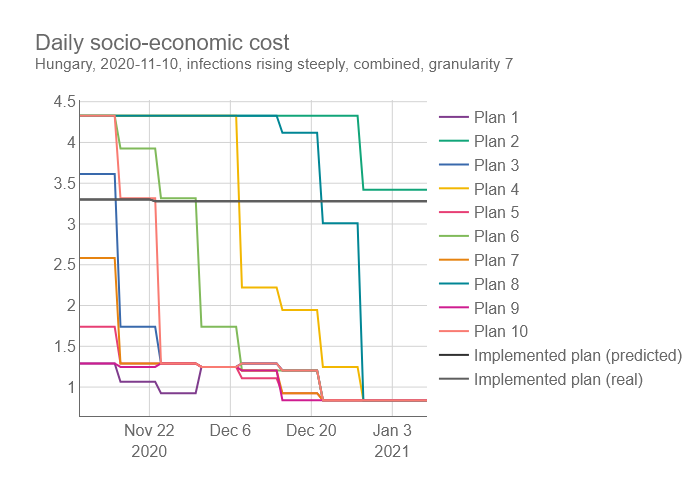 Daily socio-economic cost
Hungary, 2020-11-10, infections rising steeply, combined, granularity 7
4.5
4
3.5
3
2.5
2
1.5
1
Nov 22
2020
Dec 6
Dec 20
Jan 3
2021
Plan 1
Plan 2
Plan 3
Plan 4
Plan 5
Plan 6
Plan 7
Plan 8
Plan 9
Plan 10
Implemented plan (predicted)
Implemented plan (real)